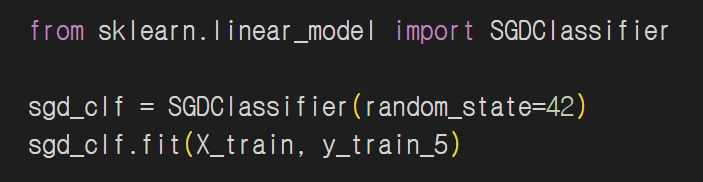 from sklearn.linear_model import SGDClassifier
sgd_clf = SGDClassifier(random_state=42)
sgd_clf.fit(X_train, y_train_5)